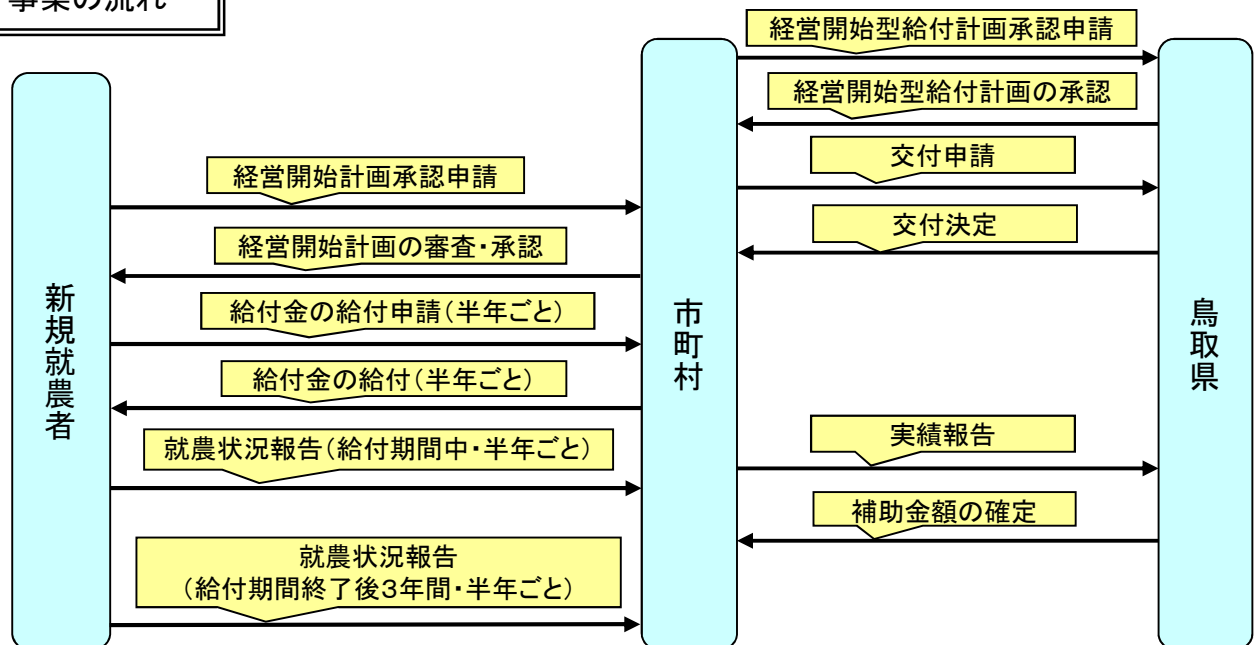 事業の流れ
経営開始型給付計画承認申請
経営開始型給付計画の承認
交付申請
経営開始計画承認申請
交付決定
経営開始計画の審査・承認
新規就農者
市町村
鳥取県
給付金の給付申請(半年ごと)
給付金の給付(半年ごと)
実績報告
就農状況報告(給付期間中・半年ごと)
補助金額の確定
就農状況報告
(給付期間終了後3年間・半年ごと)